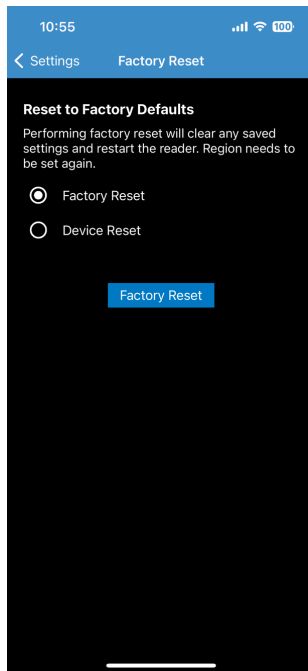 10:55
100
Settings
Factory Reset
Reset to Factory Defaults
Performing factory reset will clear any saved
settings and restart the reader. Region needs to
be set again.
Factory Reset
Device Reset
Factory Reset